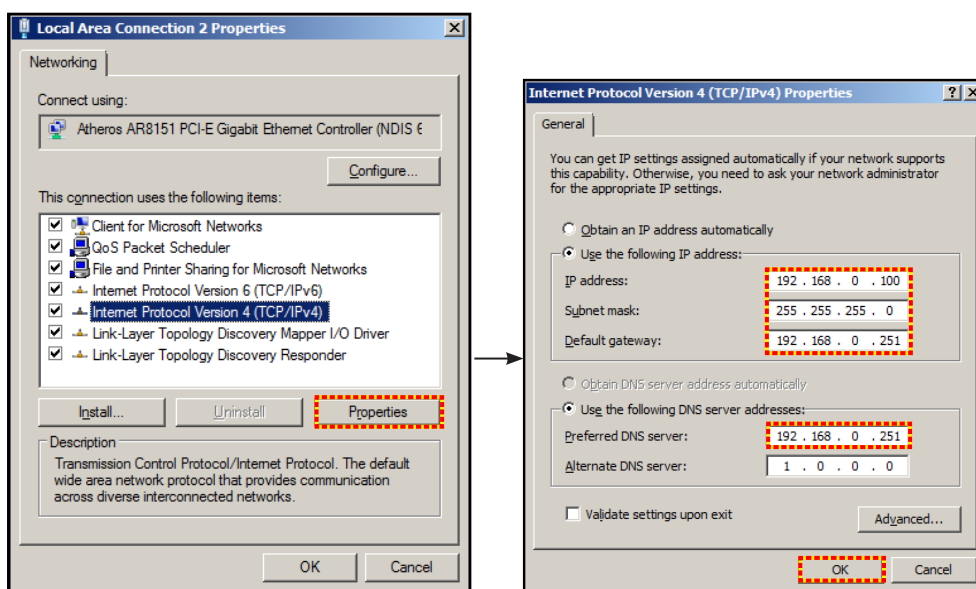 Local Area Connection 2 Properties
Networking
Connect using:
Atheros AR8151 PCI-E Gigabit Ethernet Controller (NDIS 6
Configure...
This connection uses the following items:
Client for Microsoft Networks
QoS Packet Scheduler
File and Printer Sharing for Microsoft Networks
Internet Protocol Version 6 (TCP/IPv6)
Internet Protocol Version 4 (TCP/IPv4)
Link-Layer Topology Discovery Mapper I/O Driver
Link-Layer Topology Discovery Responder
Install...
Uninstall
Properties
Description
Transmission Control Protocol/Internet Protocol. The default
wide area network protocol that provides communication
across diverse interconnected networks.
OK
Cancel
Internet Protocol Version 4 (TCP/IPv4) Properties
General
You can get IP settings assigned automatically if your network supports
this capability. Otherwise, you need to ask your network administrator
for the appropriate IP settings.
Obtain an IP address automatically
Use the following IP address:
IP address: 192 . 168 . 0 . 100
Subnet mask: 255 . 255 . 255 . 0
Default gateway: 192 . 168 . 0 . 251
Obtain DNS server address automatically
Use the following DNS server addresses:
Preferred DNS server: 192 . 168 . 0 . 251
Alternate DNS server: 1 . 0 . 0 . 0
Validate settings upon exit
Advanced...
OK
Cancel